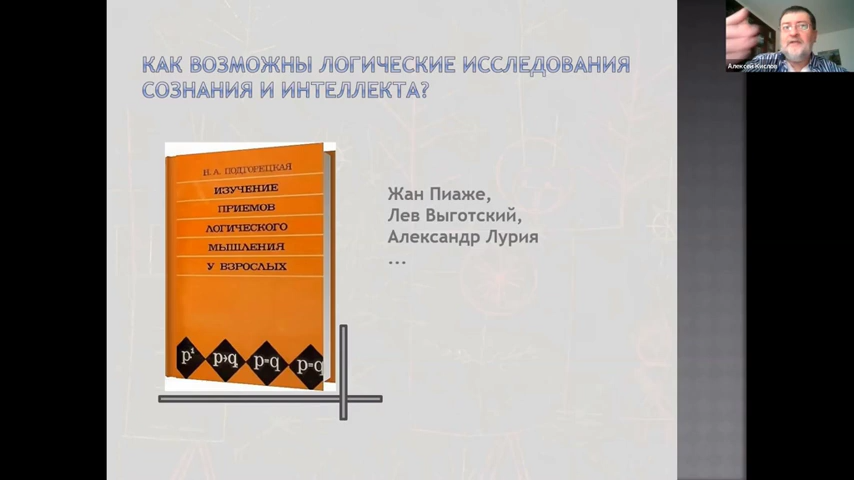 КАК ВОЗМОЖНЫ ЛОГИЧЕСКИЕ ИССЛЕДОВАНИЯ
СОЗНАНИЯ И ИНТЕЛЛЕКТА?
Н. А. ПОДГОРЕЦКАЯ
ИЗУЧЕНИЕ
ПРИЕМОВ
ЛОГИЧЕСКОГО
МЫШЛЕНИЯ
У ВЗРОСЛЫХ
p→q
p=q
p=q
Жан Пиаже,
Лев Выготский,
Александр Лурия
...
Алексей Кислов